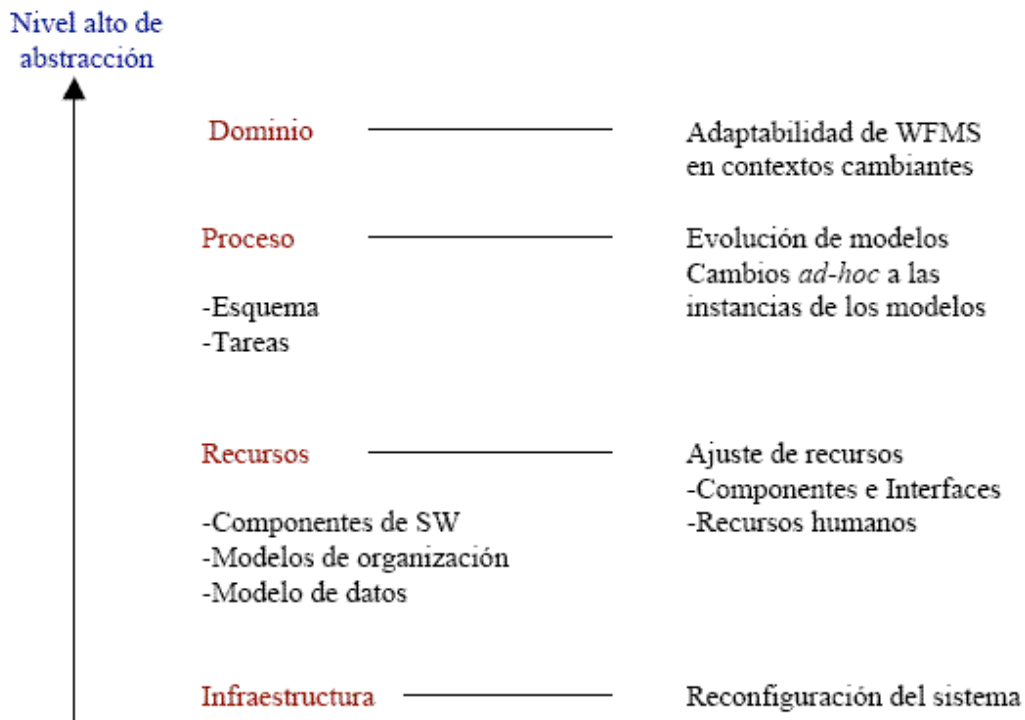 Nivel alto de
abstracción
Dominio
Adaptabilidad de WFMS
en contextos cambiantes
Proceso
Evolución de modelos
Cambios ad-hoc a las
instancias de los modelos
-Esquema
-Tareas
Recursos
Ajuste de recursos
-Componentes e Interfaces
-Recursos humanos
-Componentes de SW
-Modelos de organización
-Modelo de datos
Infraestructura
Reconfiguración del sistema